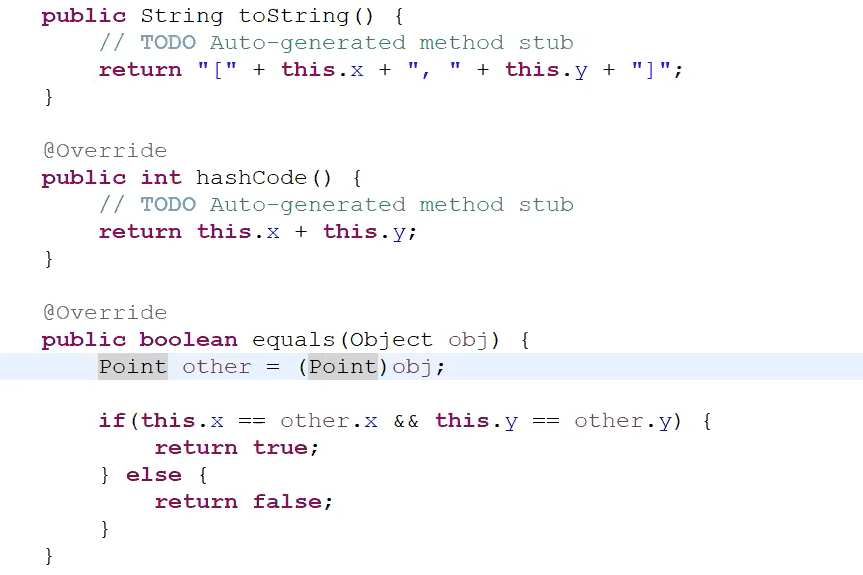 public String toString() {
// TODO Auto-generated method stub
return "[" + this.x + ", " + this.y + "]";
}
@Override
public int hashCode() {
// TODO Auto-generated method stub
return this.x + this.y;
}
@Override
public boolean equals(Object obj) {
Point other = (Point)obj;
if(this.x == other.x && this.y == other.y) {
return true;
} else {
return false;
}
}